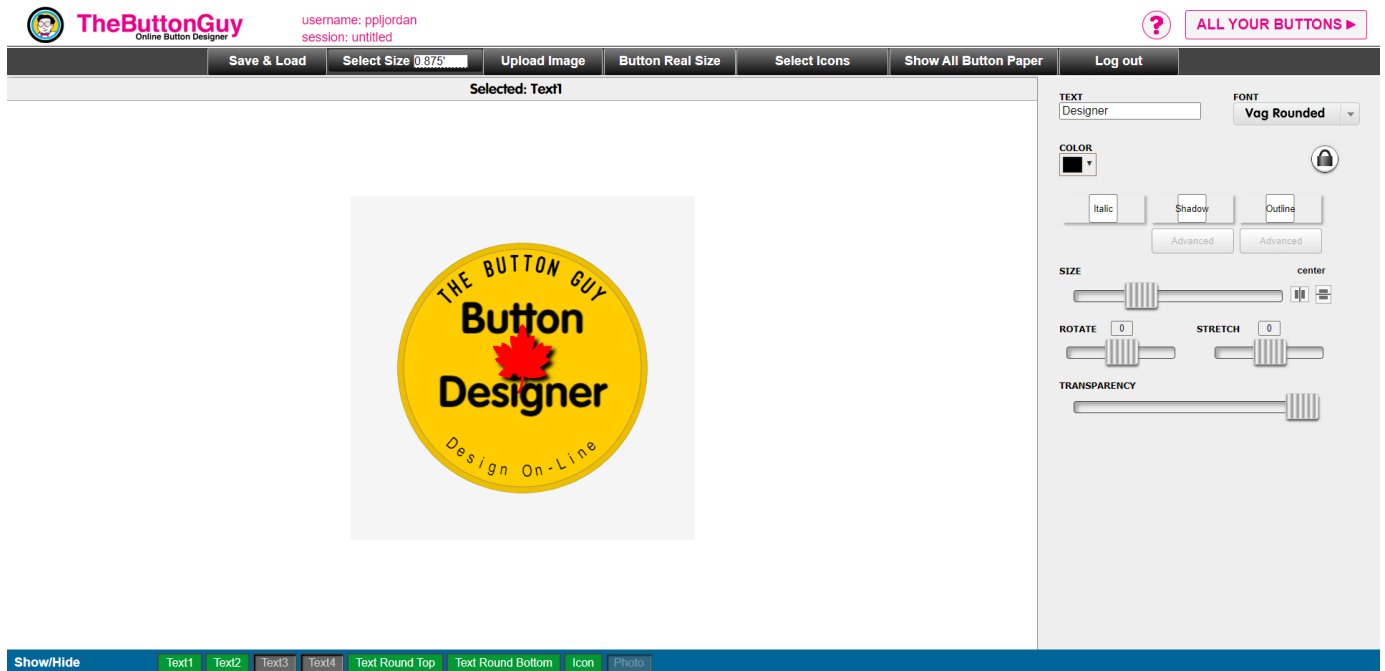 TheButtonGuy
Online Button Designer
username: ppljordan
session: untitled
?
ALL YOUR BUTTONS ▶
Save & Load
Select Size 0.875'
Upload Image
Button Real Size
Select Icons
Show All Button Paper
Log out
Selected: Text1
TEXT
Designer
FONT
Vag Rounded
COLOR
Italic
Shadow
Outline
Advanced
Advanced
SIZE
center
ROTATE 0
STRETCH 0
TRANSPARENCY
THE BUTTON GUY
Button
Designer
Design On-Line
Show/Hide
Text1
Text2
Text3
Text4
Text Round Top
Text Round Bottom
Icon
Photo